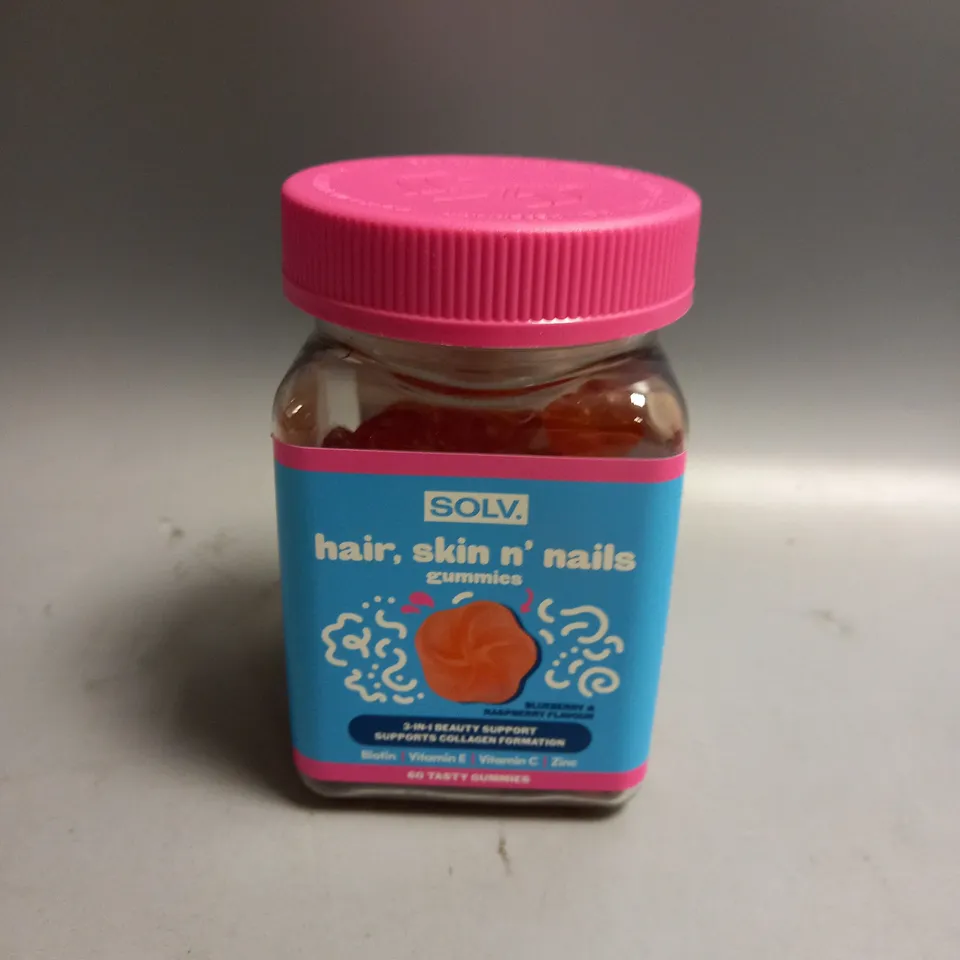 SOLV.
hair, skin n' nails
gummies
BLUEBERRY &
RASPBERRY FLAVOUR
3-IN-1 BEAUTY SUPPORT
SUPPORTS COLLAGEN FORMATION
Biotin | Vitamin E | Vitamin C | Zinc
60 TASTY GUMMIES